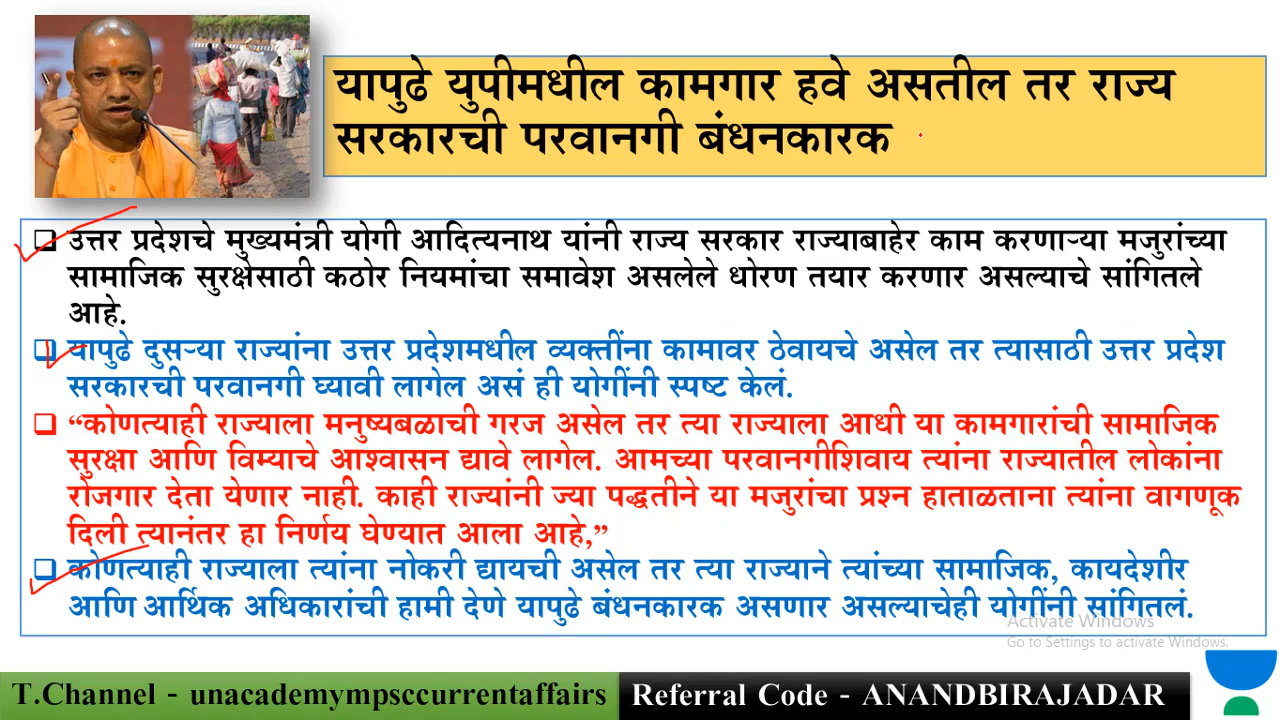 यापुढे युपीमधील कामगार हवे असतील तर राज्य
सरकारची परवानगी बंधनकारक
उत्तर प्रदेशचे मुख्यमंत्री योगी आदित्यनाथ यांनी राज्य सरकार राज्याबाहेर काम करणाऱ्या मजुरांच्या
सामाजिक सुरक्षेसाठी कठोर नियमांचा समावेश असलेले धोरण तयार करणार असल्याचे सांगितले
आहे.
यापुढे दुसऱ्या राज्यांना उत्तर प्रदेशमधील व्यक्तींना कामावर ठेवायचे असेल तर त्यासाठी उत्तर प्रदेश
सरकारची परवानगी घ्यावी लागेल असं ही योगींनी स्पष्ट केलं.
“कोणत्याही राज्याला मनुष्यबळाची गरज असेल तर त्या राज्याला आधी या कामगारांची सामाजिक
सुरक्षा आणि विम्याचे आश्वासन द्यावे लागेल. आमच्या परवानगीशिवाय त्यांना राज्यातील लोकांना
रोजगार देता येणार नाही. काही राज्यांनी ज्या पद्धतीने या मजुरांचा प्रश्न हाताळताना त्यांना वागणूक
दिली त्यानंतर हा निर्णय घेण्यात आला आहे,”
कोणत्याही राज्याला त्यांना नोकरी द्यायची असेल तर त्या राज्याने त्यांच्या सामाजिक, कायदेशीर
आणि आर्थिक अधिकारांची हामी देणे यापुढे बंधनकारक असणार असल्याचेही योगींनी सांगितलं.
Activate Windows
Go to Settings to activate Windows.
T.Channel - unacademympsccurrentaffairs Referral Code - ANANDBIRAJADAR